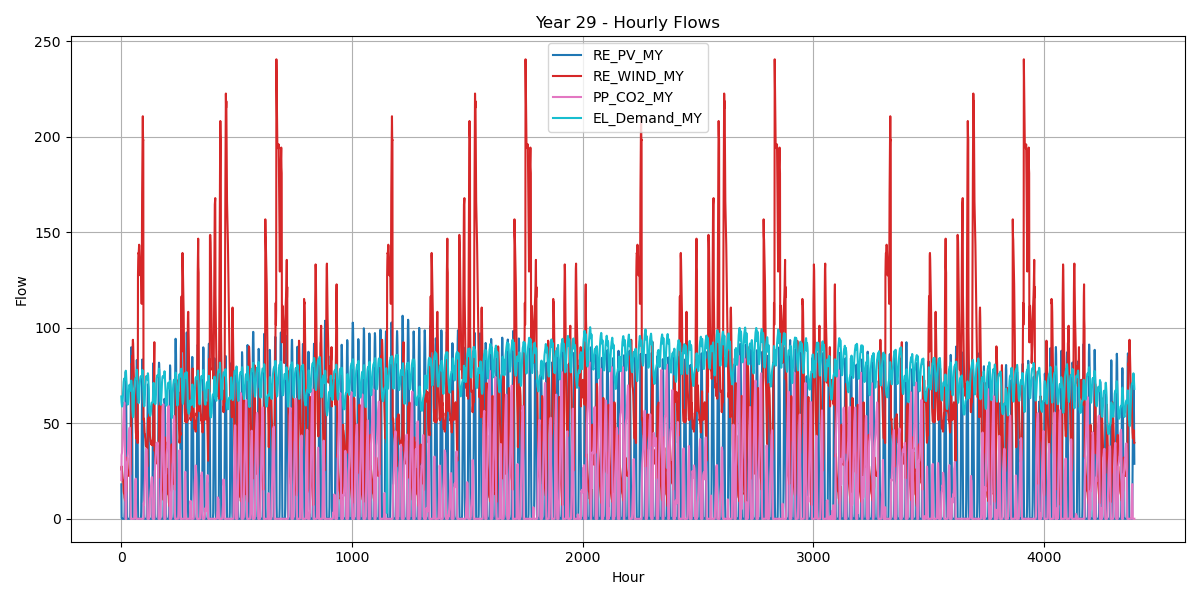 Year 29 - Hourly Flows
250
200
150
100
50
0
Flow
RE_PV_MY
RE_WIND_MY
PP_CO2_MY
EL_Demand_MY
0
1000
2000
3000
4000
Hour